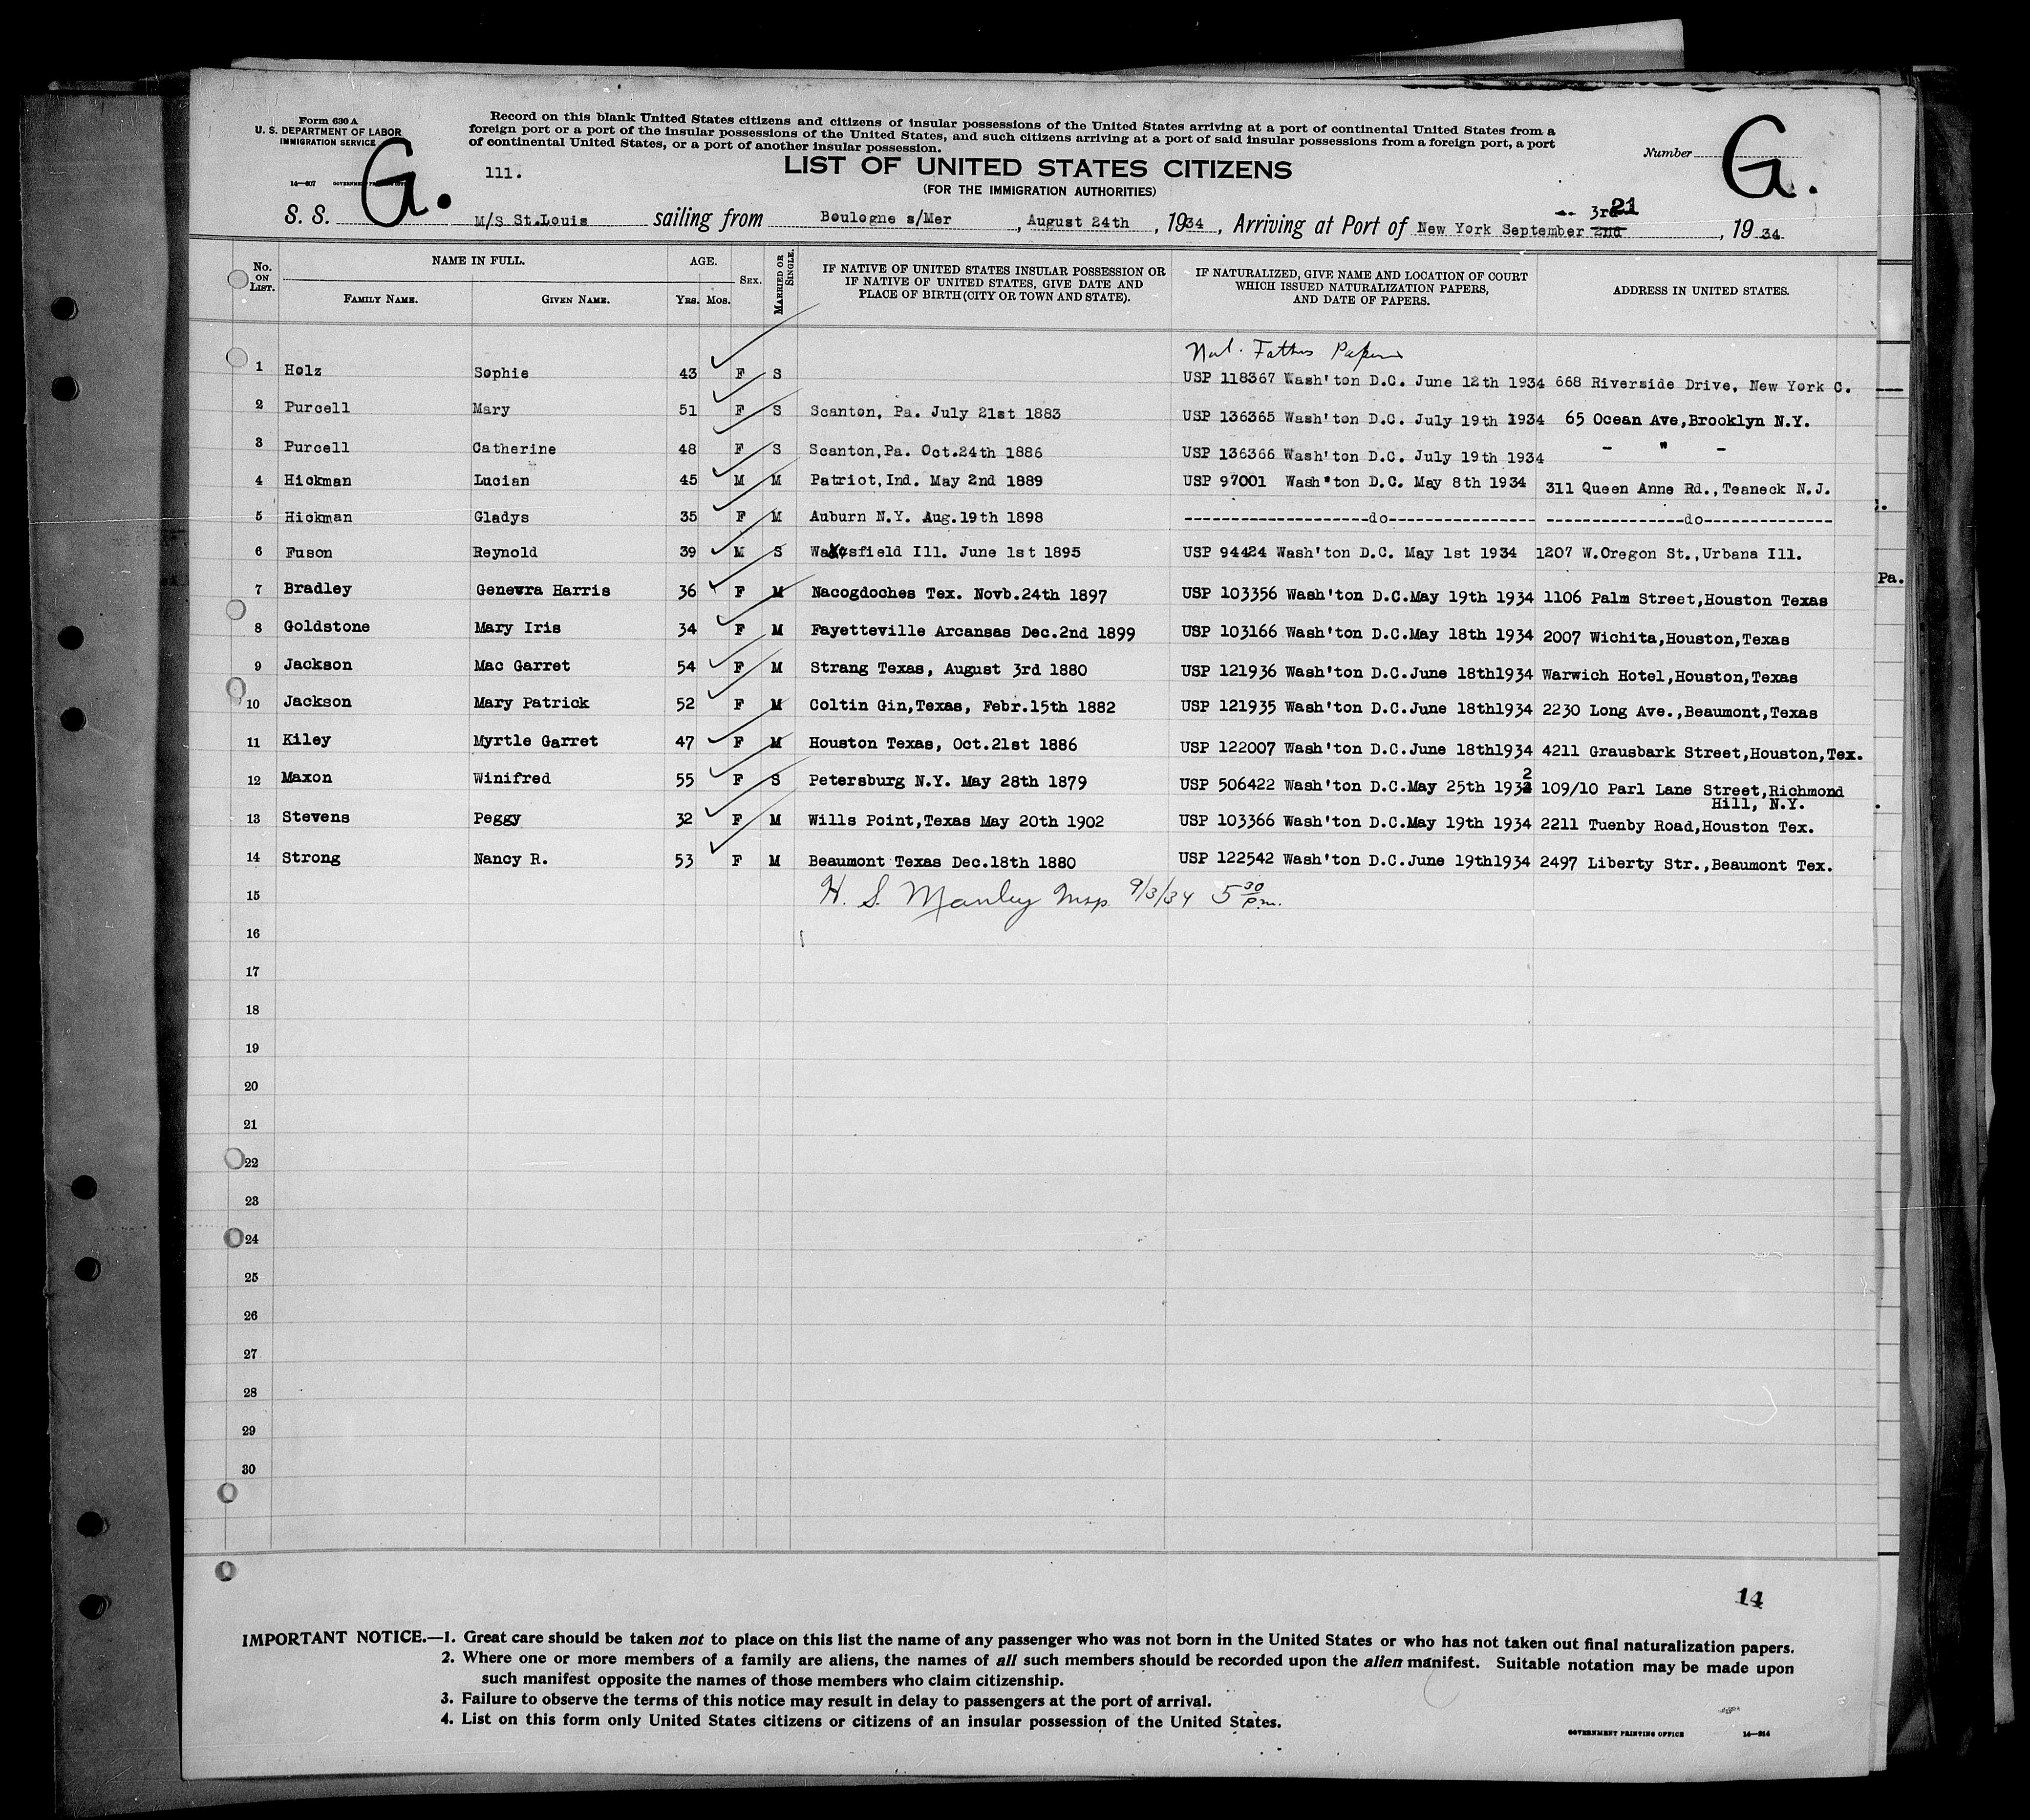 Form 630 A
U. S. DEPARTMENT OF LABOR
IMMIGRATION SERVICE
14—607
G.
111.
Record on this blank United States citizens and citizens of insular possessions of the United States arriving at a port of continental United States from a
foreign port or a port of the insular possessions of the United States, and such citizens arriving at a port of said insular possessions from a foreign port, a port
of continental United States, or a port of another insular possession.
LIST OF UNITED STATES CITIZENS
(FOR THE IMMIGRATION AUTHORITIES)
Number
G.
S. S. M/S St.Louis sailing from Boulogne s/Mer, August 24th, 1934, Arriving at Port of New York September 2nd 3rd 21, 1934
No. ON LIST. NAME IN FULL. FAMILY NAME. GIVEN NAME. AGE. YRS. MOS. SEX. MARRIED OR SINGLE. IF NATIVE OF UNITED STATES INSULAR POSSESSION OR IF NATIVE OF UNITED STATES, GIVE DATE AND PLACE OF BIRTH (CITY OR TOWN AND STATE). IF NATURALIZED, GIVE NAME AND LOCATION OF COURT WHICH ISSUED NATURALIZATION PAPERS, AND DATE OF PAPERS. ADDRESS IN UNITED STATES.
Nat. Fathers Papers
1 Holz Sophie 43 F S USP 118367 Wash'ton D.C. June 12th 1934 668 Riverside Drive, New York C.
2 Purcell Mary 51 F S Scanton, Pa. July 21st 1883 USP 136365 Wash'ton D.C. July 19th 1934 65 Ocean Ave,Brooklyn N.Y.
3 Purcell Catherine 48 F S Scanton,Pa. Oct.24th 1886 USP 136366 Wash'ton D.C. July 19th 1934 - " -
4 Hickman Lucian 45 M M Patriot,Ind. May 2nd 1889 USP 97001 Wash'ton D.C. May 8th 1934 311 Queen Anne Rd.,Teaneck N.J.
5 Hickman Gladys 35 F M Auburn N.Y. Aug.19th 1898 --------do-------- --------do--------
6 Fuson Reynold 39 M S USP 94424 Wash'ton D.C. May 1st 1934 Ill. June 1st 1895 1207 W.Oregon St.,Urbana Ill.
7 Bradley Genevra Harris 36 F M Nacogdoches Tex. Novb.24th 1897 USP 103356 Wash'ton D.C.May 19th 1934 1106 Palm Street,Houston Texas
8 Goldstone Mary Iris 34 F M Fayetteville Arcansas Dec.2nd 1899 USP 103166 Wash'ton D.C.May 18th 1934 2007 Wichita,Houston,Texas
9 Jackson Mac Garret 54 F M Strang Texas, August 3rd 1880 USP 121936 Wash'ton D.C.June 18th1934 Warwich Hotel,Houston,Texas
10 Jackson Mary Patrick 52 F M Coltin Gin,Texas, Febr.15th 1882 USP 121935 Wash'ton D.C.June 18th1934 2230 Long Ave.,Beaumont,Texas
11 Kiley Myrtle Garret 47 F M Houston Texas, Oct.21st 1886 USP 122007 Wash'ton D.C.June 18th1934 4211 Grausbark Street,Houston,Tex.
12 Maxon Winifred 55 F S Petersburg N.Y. May 28th 1879 USP 506422 Wash'ton D.C.May 25th 1932 109/10 Parl Lane Street,Richmond
Hill, N.Y.
13 Stevens Peggy 32 F M Wills Point,Texas May 20th 1902 USP 103366 Wash'ton D.C.May 19th 1934 2211 Tuenby Road,Houston Tex.
14 Strong Nancy R. 53 F M Beaumont Texas Dec.18th 1880 USP 122542 Wash'ton D.C.June 19th1934 2497 Liberty Str.,Beaumont Tex.
15 H. S. Manley Insp. 9/3/34 5 30 p.m.
16
17
18
19
20
21
22
23
24
25
26
27
28
29
30
Pa.
14
IMPORTANT NOTICE.—1. Great care should be taken not to place on this list the name of any passenger who was not born in the United States or who has not taken out final naturalization papers.
2. Where one or more members of a family are aliens, the names of all such members should be recorded upon the alien manifest. Suitable notation may be made upon
such manifest opposite the names of those members who claim citizenship.
3. Failure to observe the terms of this notice may result in delay to passengers at the port of arrival.
4. List on this form only United States citizens or citizens of an insular possession of the United States.
GOVERNMENT PRINTING OFFICE 14—914